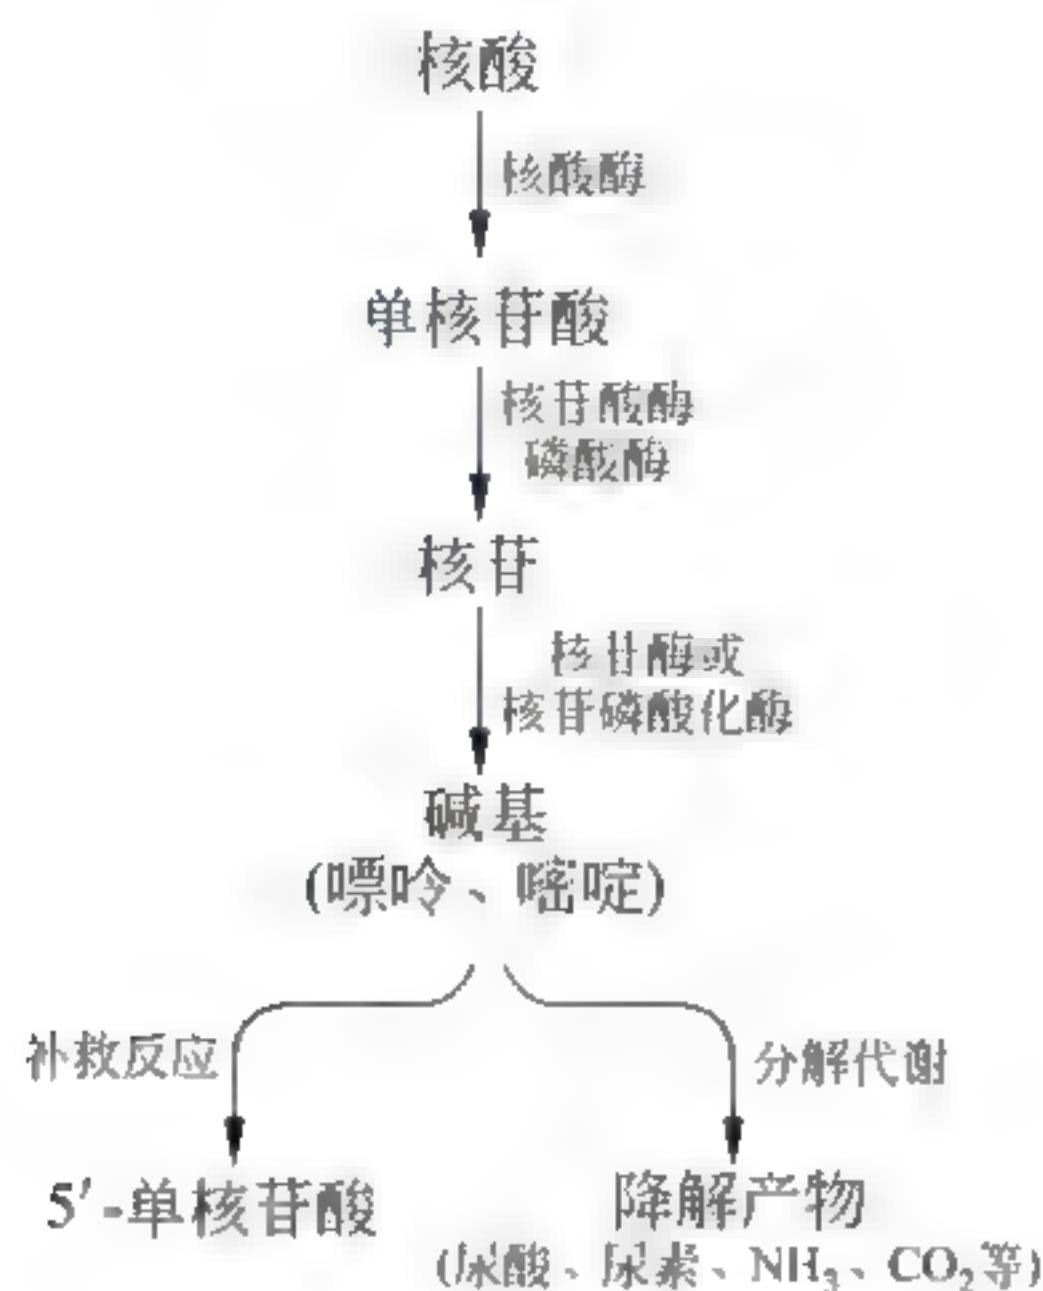 核酸
核酸酶
单核苷酸
核苷酸酶
磷酸酶
核苷
核苷酶或
核苷磷酸化酶
碱基
(嘌呤、嘧啶)
补救反应
分解代谢
5′-单核苷酸
降解产物
(尿酸、尿素、NH₃、CO₂等)